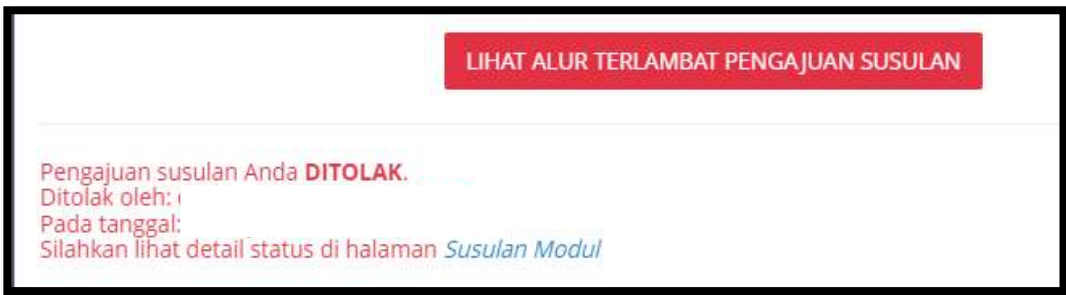 LIHAT ALUR TERLAMBAT PENGAJUAN SUSULAN
Pengajuan susulan Anda DITOLAK.
Ditolak oleh:
Pada tanggal:
Silahkan lihat detail status di halaman Susulan Modul